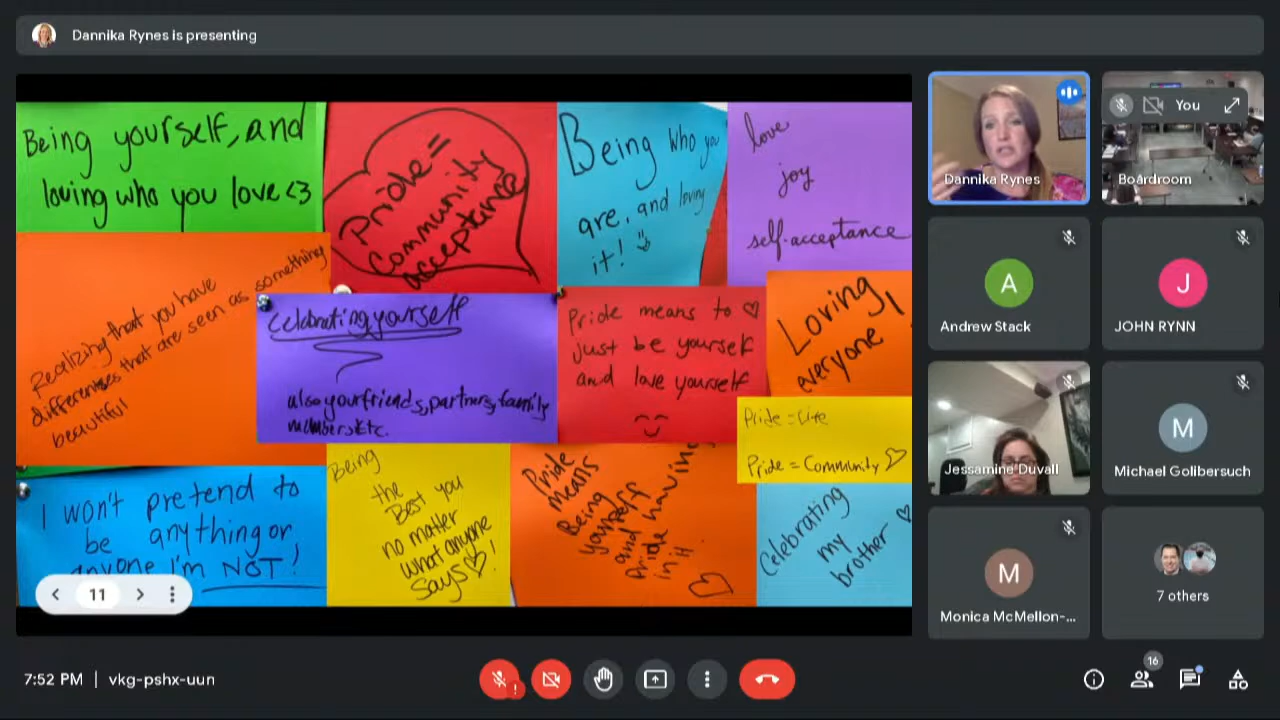 Dannika Rynes is presenting
Being yourself, and
loving who you love <3
Pride =
Community
acceptance
Being who you
are, and loving
it!
love
joy
self-acceptance
Realizing that you have
differences that are seen as something
beautiful
Celebrating yourself
also your friends, partners, family
members etc.
Pride means to
just be yourself
and love yourself
Loving
everyone
Pride =
Pride = Community
I won't pretend to
be anything or
anyone I'm NOT!
Being
the
Best you
no matter
what anyone
says!
Pride
means
Being
yourself
and having
pride in it
Celebrating
my
brother
11
Dannika Rynes
You
Boardroom
A
Andrew Stack
J
JOHN RYNN
Jessamine Duvall
M
Michael Golibersuch
M
Monica McMellon-...
7 others
7:52 PM | vkg-pshx-uun
16